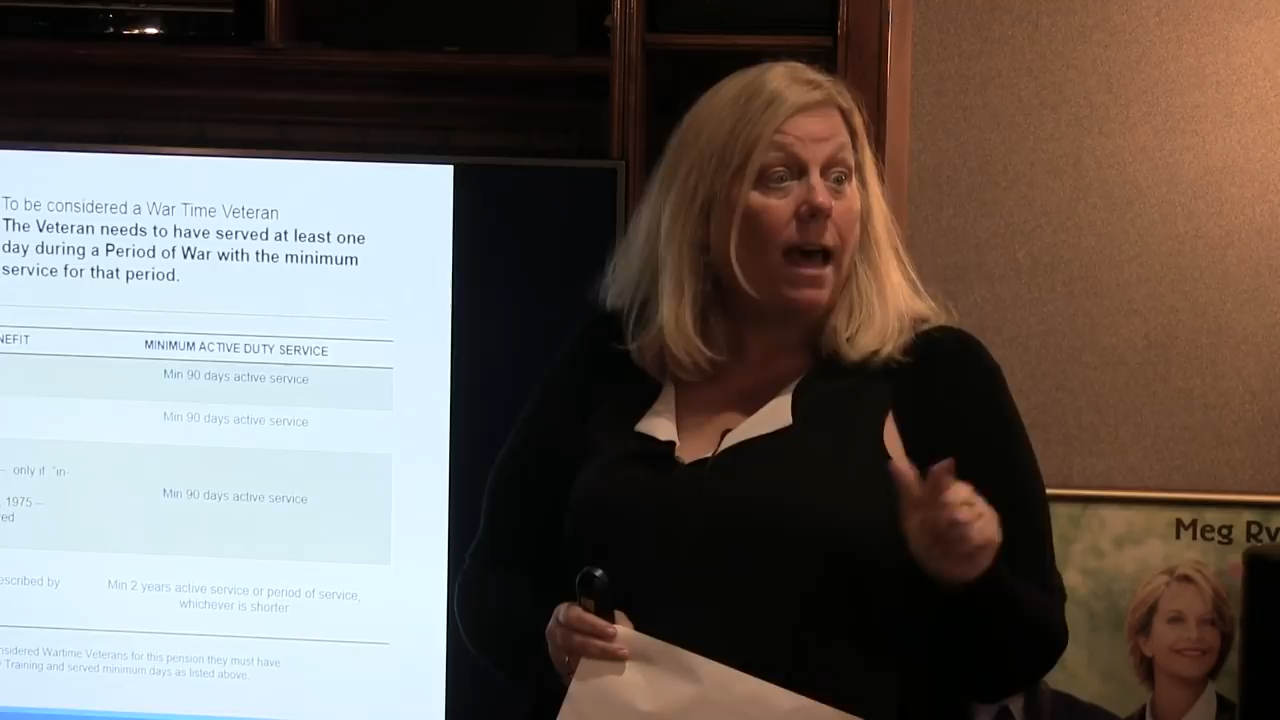 To be considered a War Time Veteran
The Veteran needs to have served at least one
day during a Period of War with the minimum
service for that period.
NEFIT
MINIMUM ACTIVE DUTY SERVICE
Min 90 days active service
Min 90 days active service
– only if "in-
Min 90 days active service
, 1975 –
ed
escribed by
Min 2 years active service or period of service,
whichever is shorter
nsidered Wartime Veterans for this pension they must have
Training and served minimum days as listed above.
Meg Ry